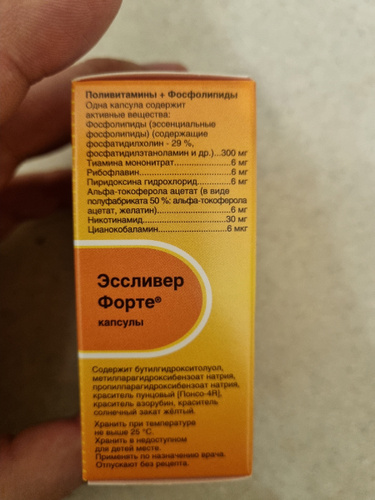 Поливитамины + Фосфолипиды
Одна капсула содержит
активные вещества:
Фосфолипиды (эссенциальные
фосфолипиды) (содержащие
фосфатидилхолин - 29 %,
фосфатидилэтаноламин и др.)...300 мг
Тиамина мононитрат......................6 мг
Рибофлавин...................................6 мг
Пиридоксина гидрохлорид............6 мг
Альфа-токоферола ацетат (в виде
полуфабриката 50 %: альфа-токоферола
ацетат, желатин)............................6 мг
Никотинамид................................30 мг
Цианокобаламин..........................6 мкг
Эссливер
Форте®
капсулы
Содержит бутилгидрокситолуол,
метилпарагидроксибензоат натрия,
пропилпарагидроксибензоат натрия,
краситель пунцовый [Понсо-4R],
краситель азорубин, краситель
солнечный закат жёлтый.
Хранить при температуре
не выше 25 °C.
Хранить в недоступном
для детей месте.
Применять по назначению врача.
Отпускают без рецепта.